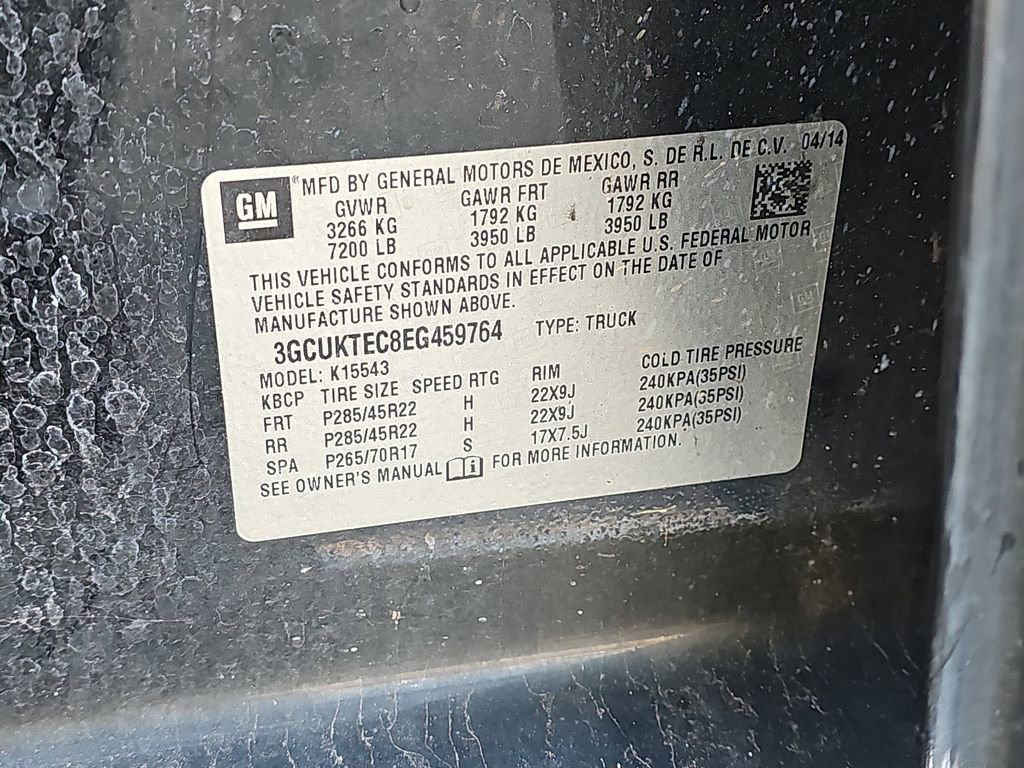 GM ® MFD BY GENERAL MOTORS DE MEXICO, S. DE R.L. DE C.V. 04/14
GVWR GAWR FRT GAWR RR
3266 KG 1792 KG 1792 KG
7200 LB 3950 LB 3950 LB
THIS VEHICLE CONFORMS TO ALL APPLICABLE U.S. FEDERAL MOTOR
VEHICLE SAFETY STANDARDS IN EFFECT ON THE DATE OF
MANUFACTURE SHOWN ABOVE.
3GCUKTEC8EG459764 TYPE: TRUCK
MODEL: K15543
KBCP TIRE SIZE SPEED RTG RIM COLD TIRE PRESSURE
FRT P285/45R22 H 22X9J 240KPA(35PSI)
RR P285/45R22 H 22X9J 240KPA(35PSI)
SPA P265/70R17 S 17X7.5J 240KPA(35PSI)
SEE OWNER'S MANUAL FOR MORE INFORMATION.